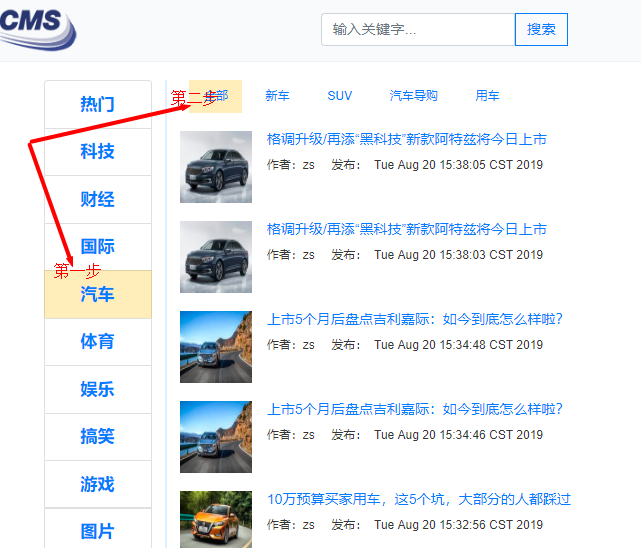 CMS
输入关键字...
搜索
热门
科技
财经
国际
第一步
汽车
体育
娱乐
搞笑
游戏
图片
第二步
部 新车 SUV 汽车导购 用车
格调升级/再添“黑科技”新款阿特兹将今日上市
作者：zs 发布： Tue Aug 20 15:38:05 CST 2019
格调升级/再添“黑科技”新款阿特兹将今日上市
作者：zs 发布： Tue Aug 20 15:38:03 CST 2019
上市5个月后盘点吉利嘉际：如今到底怎么样啦？
作者：zs 发布： Tue Aug 20 15:34:48 CST 2019
上市5个月后盘点吉利嘉际：如今到底怎么样啦？
作者：zs 发布： Tue Aug 20 15:34:46 CST 2019
10万预算买家用车，这5个坑，大部分的人都踩过
作者：zs 发布： Tue Aug 20 15:32:56 CST 2019